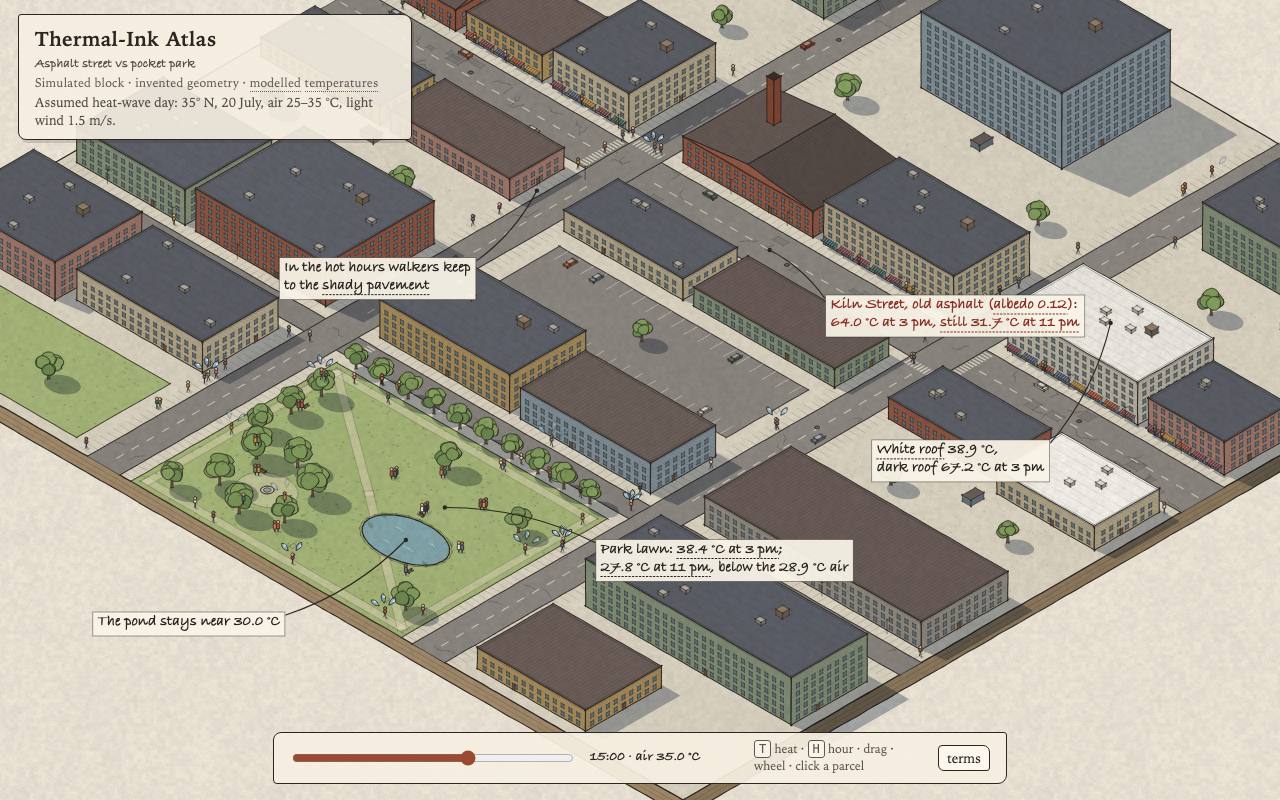 Thermal-Ink Atlas
Asphalt street vs pocket park
Simulated block · invented geometry · modelled temperatures
Assumed heat-wave day: 35° N, 20 July, air 25–35 °C, light
wind 1.5 m/s.
In the hot hours walkers keep
to the shady pavement
Kiln Street, old asphalt (albedo 0.12):
64.0 °C at 3 pm, still 31.7 °C at 11 pm
White roof 38.9 °C,
dark roof 67.2 °C at 3 pm
Park lawn: 38.4 °C at 3 pm;
27.8 °C at 11 pm, below the 28.9 °C air
The pond stays near 30.0 °C
15:00 · air 35.0 °C
T heat · H hour · drag ·
wheel · click a parcel
terms